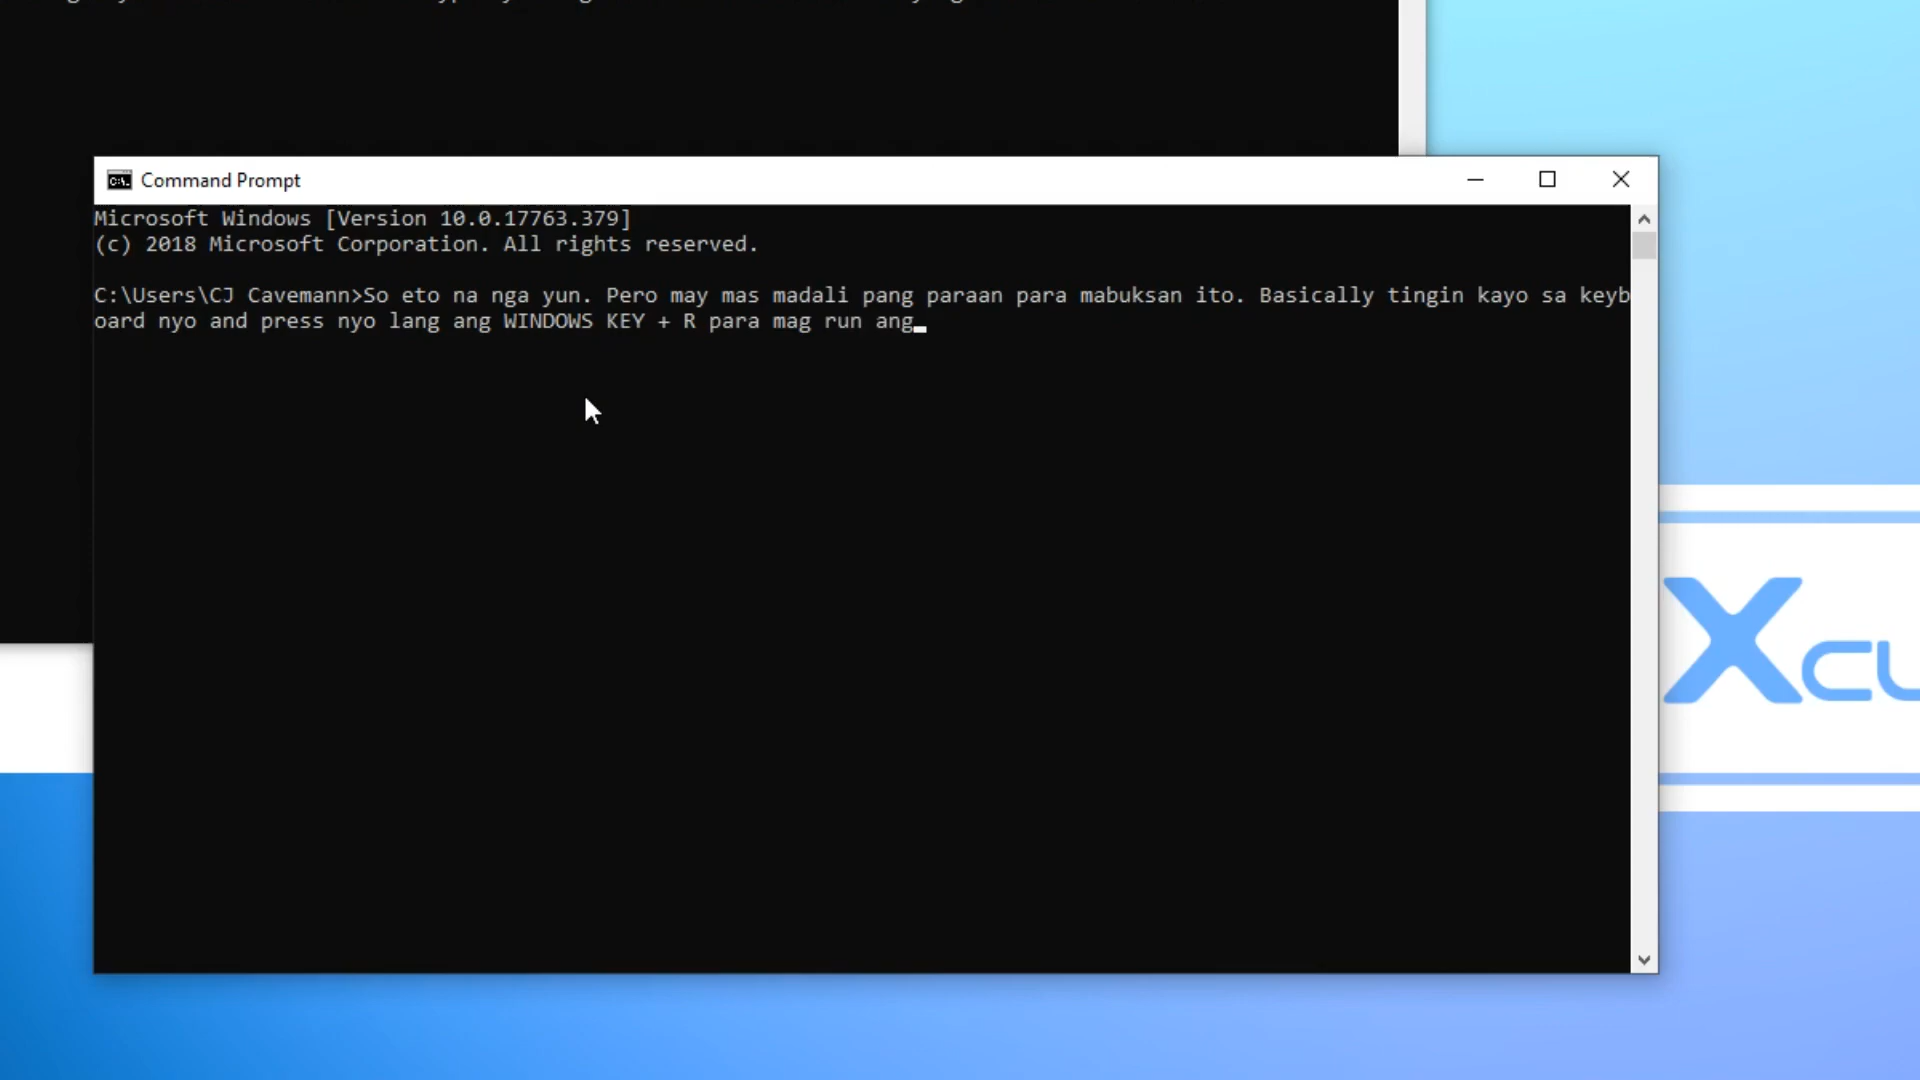 Command Prompt
Microsoft Windows [Version 10.0.17763.379]
(c) 2018 Microsoft Corporation. All rights reserved.
C:\Users\CJ Cavemann>So eto na nga yun. Pero may mas madali pang paraan para mabuksan ito. Basically tingin kayo sa keyb
oard nyo and press nyo lang ang WINDOWS KEY + R para mag run ang